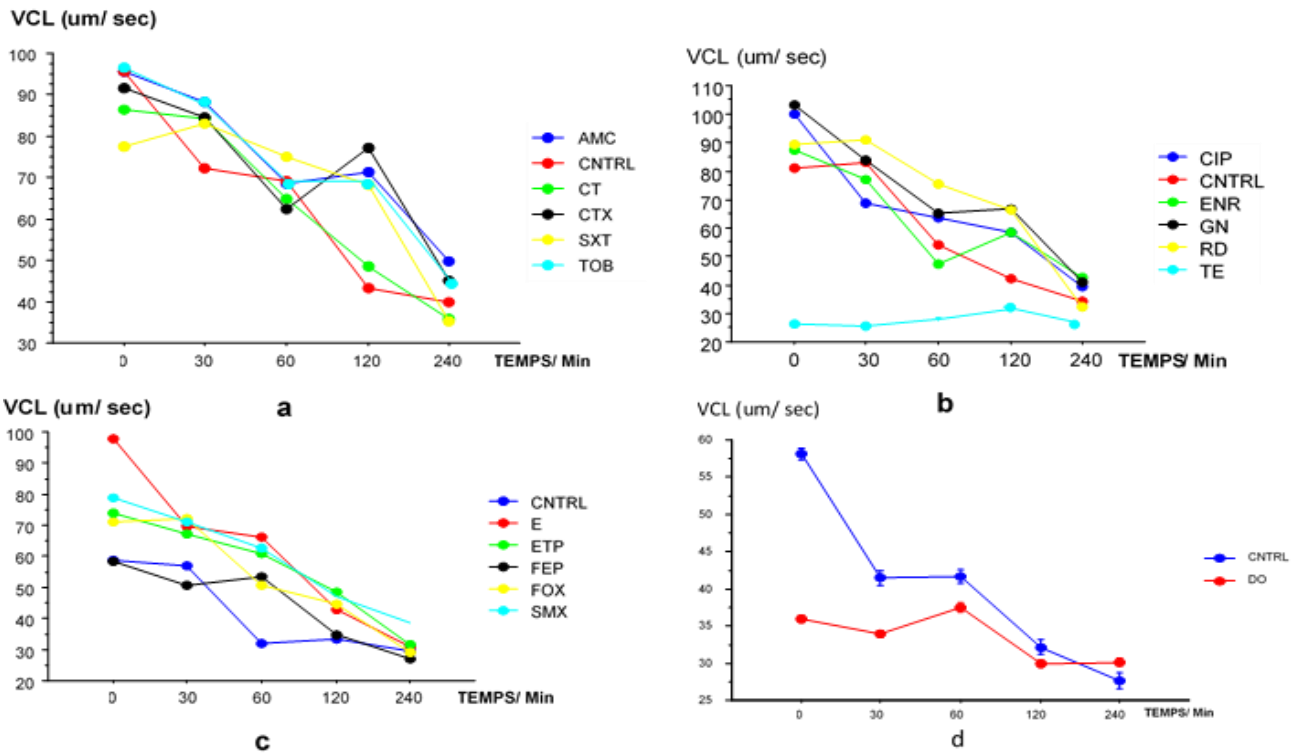 VCL (um/ sec)
100
90
80
70
60
50
40
30
0
30
60
120
240
TEMPS/ Min
AMC
CNTRL
CT
CTX
SXT
TOB
a
VCL (um/ sec)
110
100
90
80
70
60
50
40
30
20
0
30
60
120
240
TEMPS/ Min
CIP
CNTRL
ENR
GN
RD
TE
b
VCL (um/ sec)
100
90
80
70
60
50
40
30
20
0
30
60
120
240
TEMPS/ Min
CNTRL
E
ETP
FEP
FOX
SMX
c
VCL (um/ sec)
60
55
50
45
40
35
30
25
0
30
60
120
240
TEMPS/ Min
CNTRL
DO
d